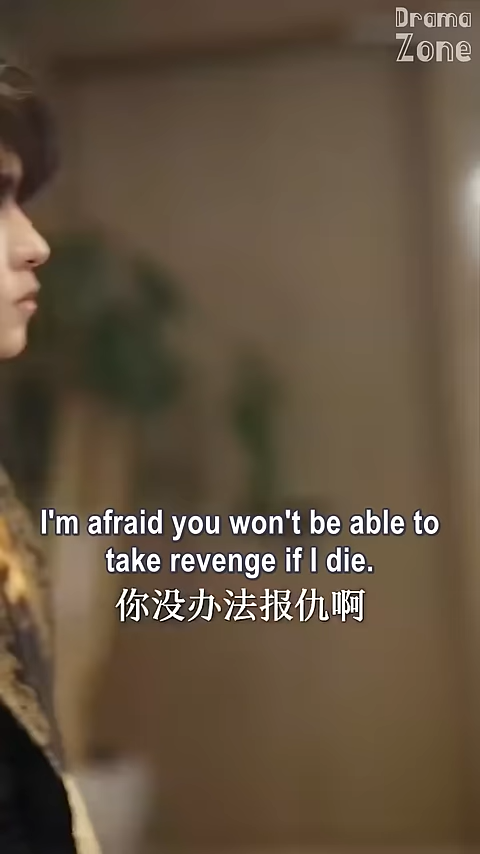 Drama
Zone
I'm afraid you won't be able to
take revenge if I die.
你没办法报仇啊